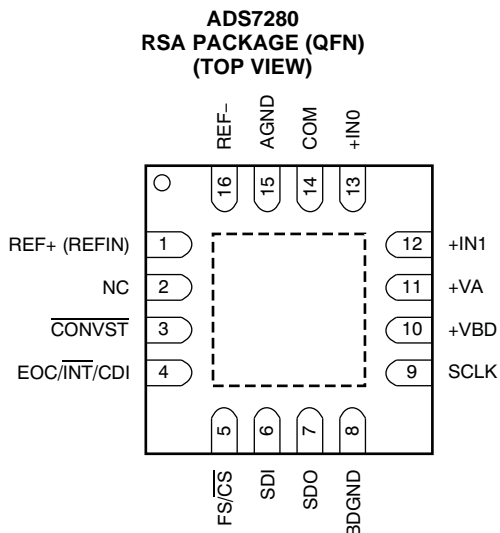 ADS7280
RSA PACKAGE (QFN)
(TOP VIEW)
REF–
AGND
COM
+IN0
16
15
14
13
REF+ (REFIN) 1
12 +IN1
NC 2
11 +VA
CONVST 3
10 +VBD
EOC/INT/CDI 4
9 SCLK
5
6
7
8
FS/CS
SDI
SDO
BDGND